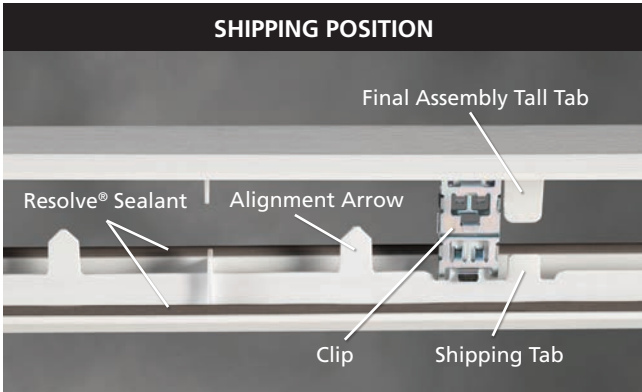 SHIPPING POSITION
Final Assembly Tall Tab
Resolve® Sealant
Alignment Arrow
Clip
Shipping Tab